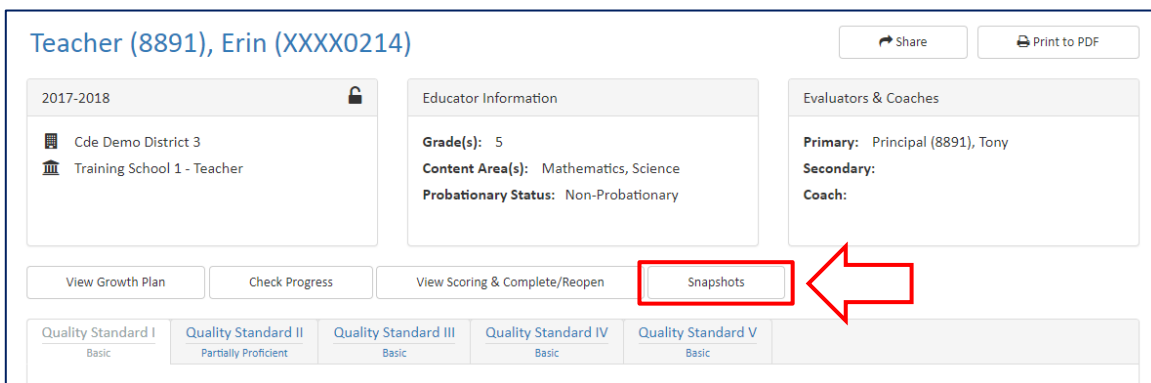 Teacher (8891), Erin (XXXX0214)
Share
Print to PDF
2017-2018
Cde Demo District 3
Training School 1 - Teacher
Educator Information
Grade(s): 5
Content Area(s): Mathematics, Science
Probationary Status: Non-Probationary
Evaluators & Coaches
Primary: Principal (8891), Tony
Secondary:
Coach:
View Growth Plan
Check Progress
View Scoring & Complete/Reopen
Snapshots
Quality Standard I
Basic
Quality Standard II
Partially Proficient
Quality Standard III
Basic
Quality Standard IV
Basic
Quality Standard V
Basic